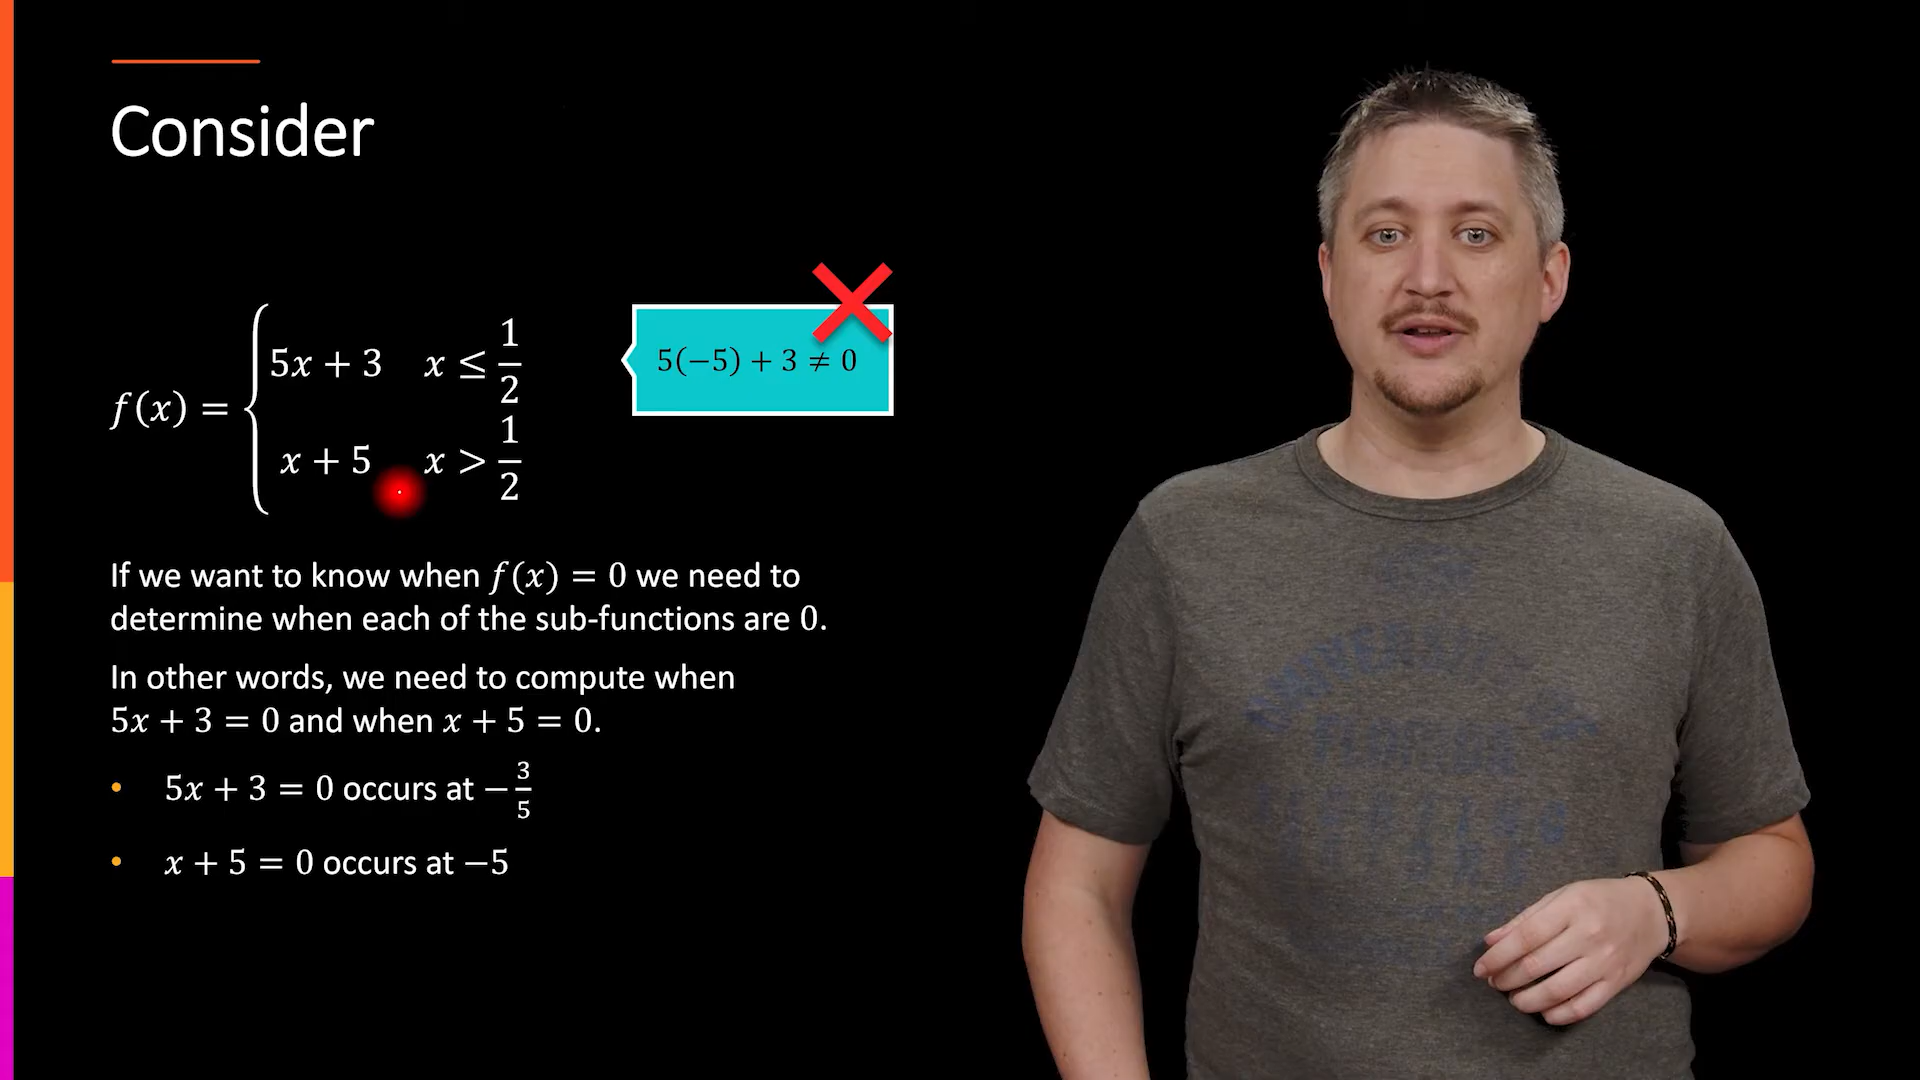 Consider
f(x) = { 5x + 3 x ≤ 1/2
x + 5 x > 1/2
5(−5) + 3 ≠ 0
If we want to know when f(x) = 0 we need to
determine when each of the sub-functions are 0.
In other words, we need to compute when
5x + 3 = 0 and when x + 5 = 0.
• 5x + 3 = 0 occurs at −3/5
• x + 5 = 0 occurs at −5
UNIVERSITY OF
FLORIDA